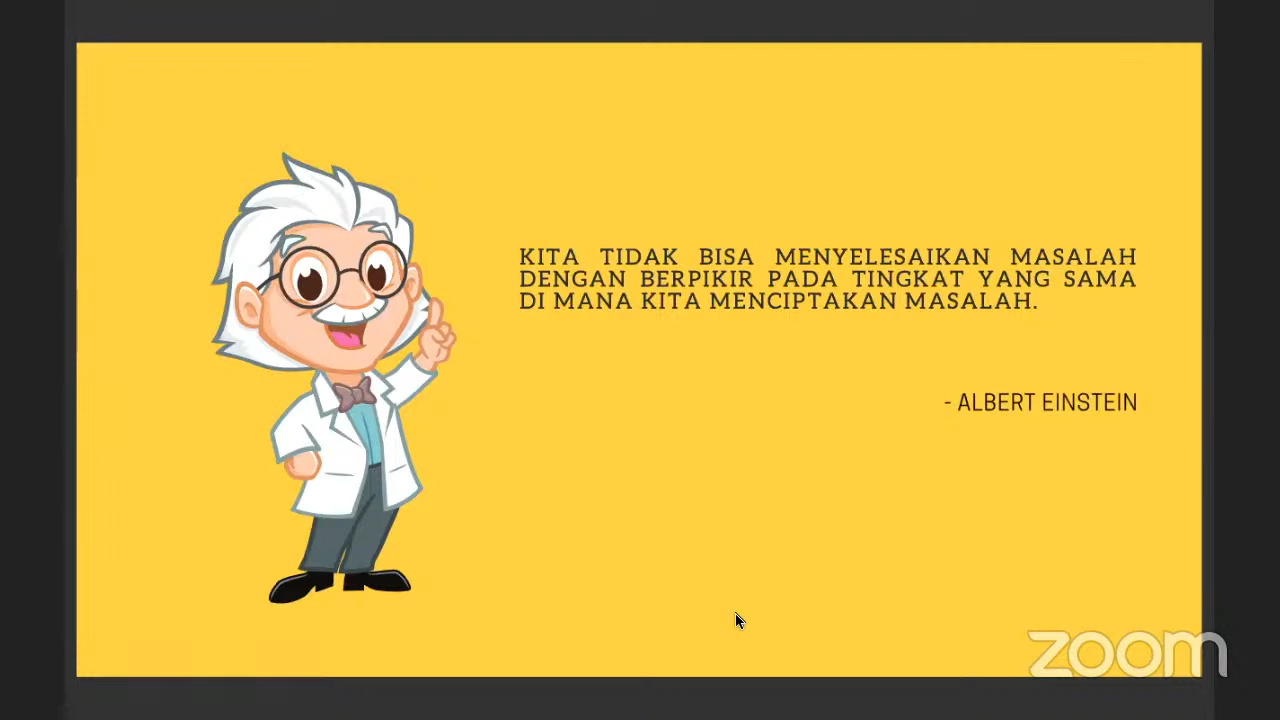 KITA TIDAK BISA MENYELESAIKAN MASALAH
DENGAN BERPIKIR PADA TINGKAT YANG SAMA
DI MANA KITA MENCIPTAKAN MASALAH.
- ALBERT EINSTEIN
zoom